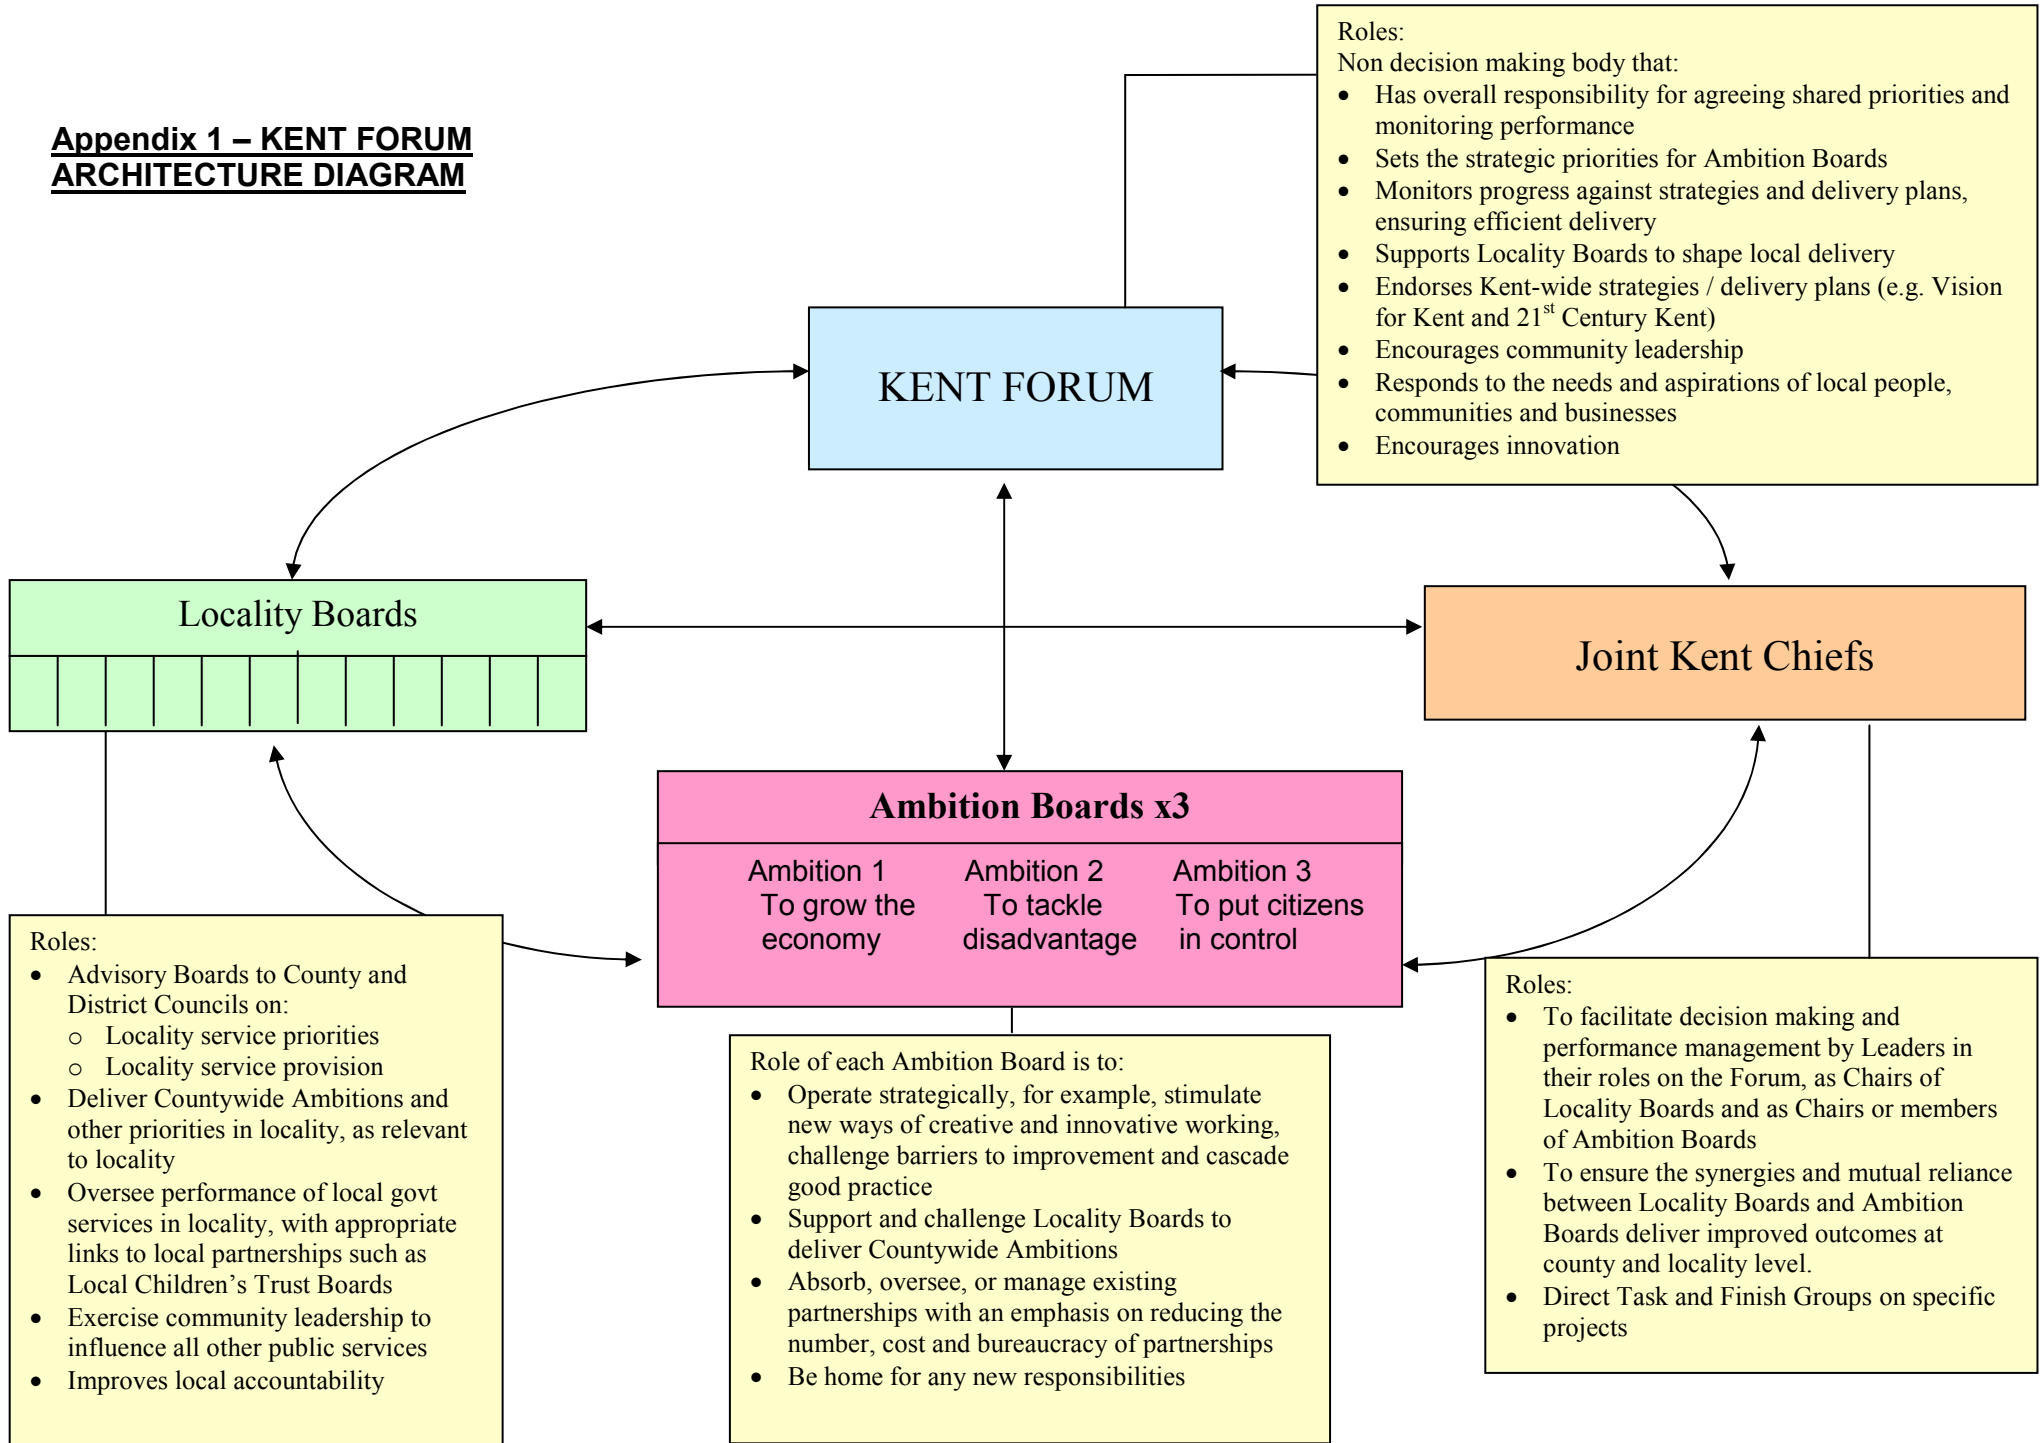 Appendix 1 – KENT FORUM
ARCHITECTURE DIAGRAM
Roles:
Non decision making body that:
• Has overall responsibility for agreeing shared priorities and
monitoring performance
• Sets the strategic priorities for Ambition Boards
• Monitors progress against strategies and delivery plans,
ensuring efficient delivery
• Supports Locality Boards to shape local delivery
• Endorses Kent-wide strategies / delivery plans (e.g. Vision
for Kent and 21st Century Kent)
• Encourages community leadership
• Responds to the needs and aspirations of local people,
communities and businesses
• Encourages innovation
KENT FORUM
Locality Boards
Joint Kent Chiefs
Ambition Boards x3
Ambition 1
To grow the
economy
Ambition 2
To tackle
disadvantage
Ambition 3
To put citizens
in control
Roles:
• Advisory Boards to County and
District Councils on:
o Locality service priorities
o Locality service provision
• Deliver Countywide Ambitions and
other priorities in locality, as relevant
to locality
• Oversee performance of local govt
services in locality, with appropriate
links to local partnerships such as
Local Children’s Trust Boards
• Exercise community leadership to
influence all other public services
• Improves local accountability
Role of each Ambition Board is to:
• Operate strategically, for example, stimulate
new ways of creative and innovative working,
challenge barriers to improvement and cascade
good practice
• Support and challenge Locality Boards to
deliver Countywide Ambitions
• Absorb, oversee, or manage existing
partnerships with an emphasis on reducing the
number, cost and bureaucracy of partnerships
• Be home for any new responsibilities
Roles:
• To facilitate decision making and
performance management by Leaders in
their roles on the Forum, as Chairs of
Locality Boards and as Chairs or members
of Ambition Boards
• To ensure the synergies and mutual reliance
between Locality Boards and Ambition
Boards deliver improved outcomes at
county and locality level.
• Direct Task and Finish Groups on specific
projects